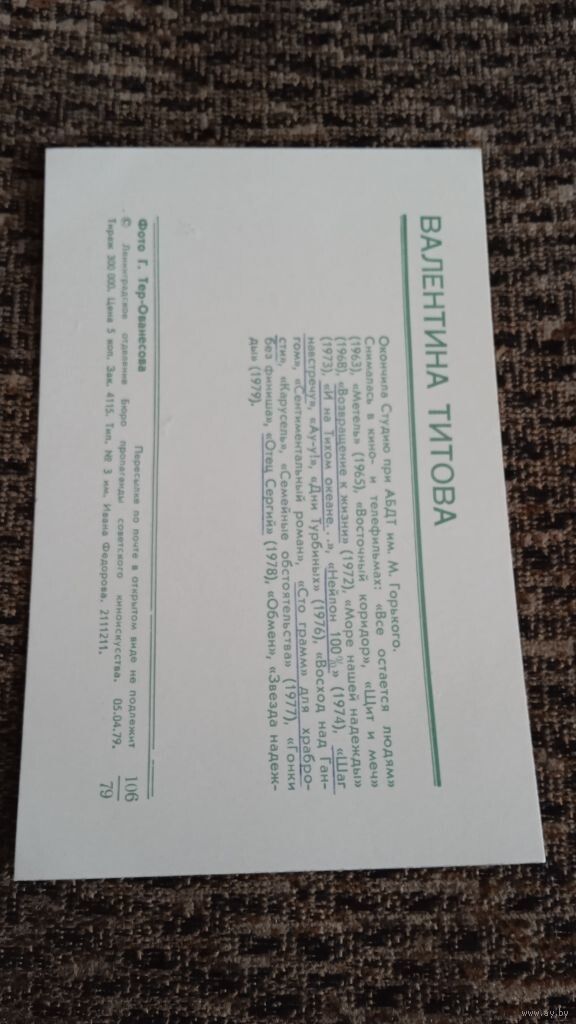 ВАЛЕНТИНА ТИТОВА
Окончила Студию при АБДТ им. М. Горького.
Снималась в кино- и телефильмах: «Все остается людям»
(1963), «Метель» (1965), «Восточный коридор», «Щит и меч»
(1968), «Возвращение к жизни» (1972), «Море нашей надежды»
(1973), «И на Тихом океане...», «Нейлон 100%» (1974), «Шаг
навстречу», «Ау-у!», «Дни Турбиных» (1976), «Восход над Ган-
гом», «Сентиментальный роман», «Сто грамм» для храбро-
сти», «Карусель», «Семейные обстоятельства» (1977), «Гонки
без финиша», «Отец Сергий» (1978), «Обмен», «Звезда надеж-
ды» (1979).
Фото Г. Тер-Ованесова Пересылке по почте в открытом виде не подлежит
© Ленинградское отделение Бюро пропаганды советского киноискусства. 05.04.79. 106
Тираж 300 000. Цена 5 коп. Зак. 4115. Тип. № 3 им. Ивана Федорова. 2111211. 79
www.ay.by